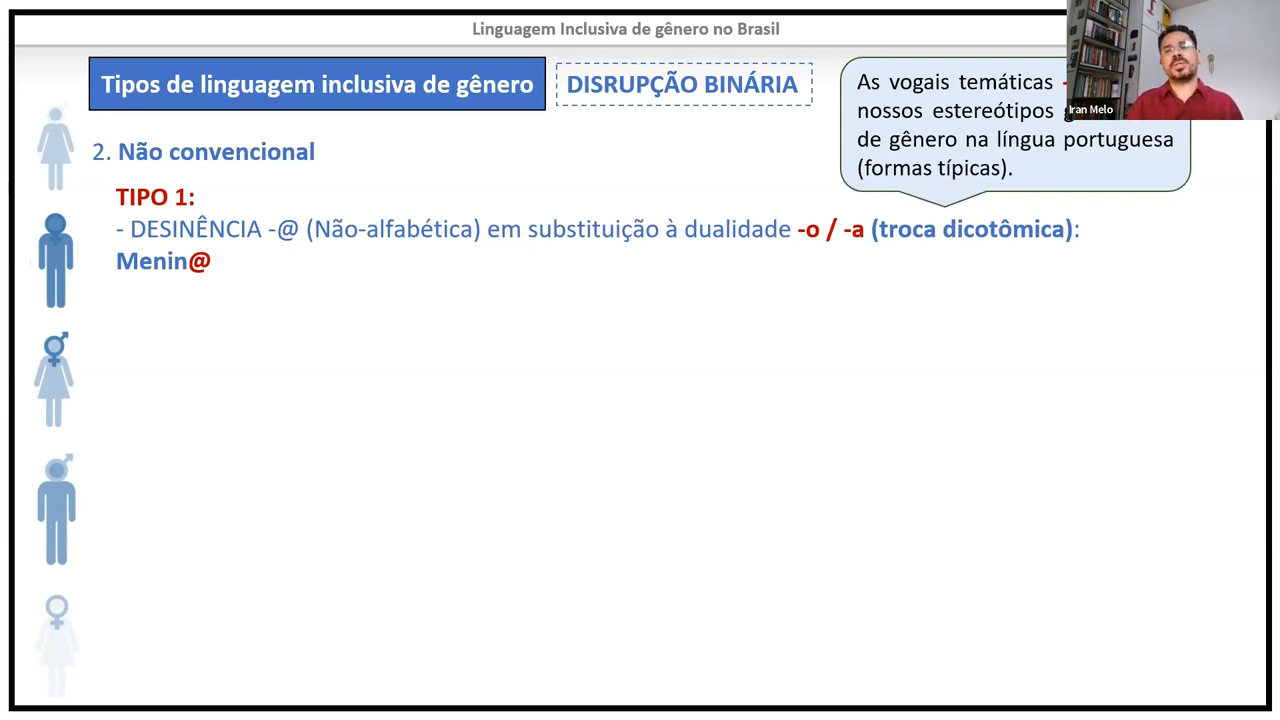 Linguagem Inclusiva de gênero no Brasil
Tipos de linguagem inclusiva de gênero
DISRUPÇÃO BINÁRIA
As vogais temáticas
nossos estereótipos
de gênero na língua portuguesa
(formas típicas).
Iran Melo
2. Não convencional
TIPO 1:
- DESINÊNCIA -@ (Não-alfabética) em substituição à dualidade -o / -a (troca dicotômica):
Menin@